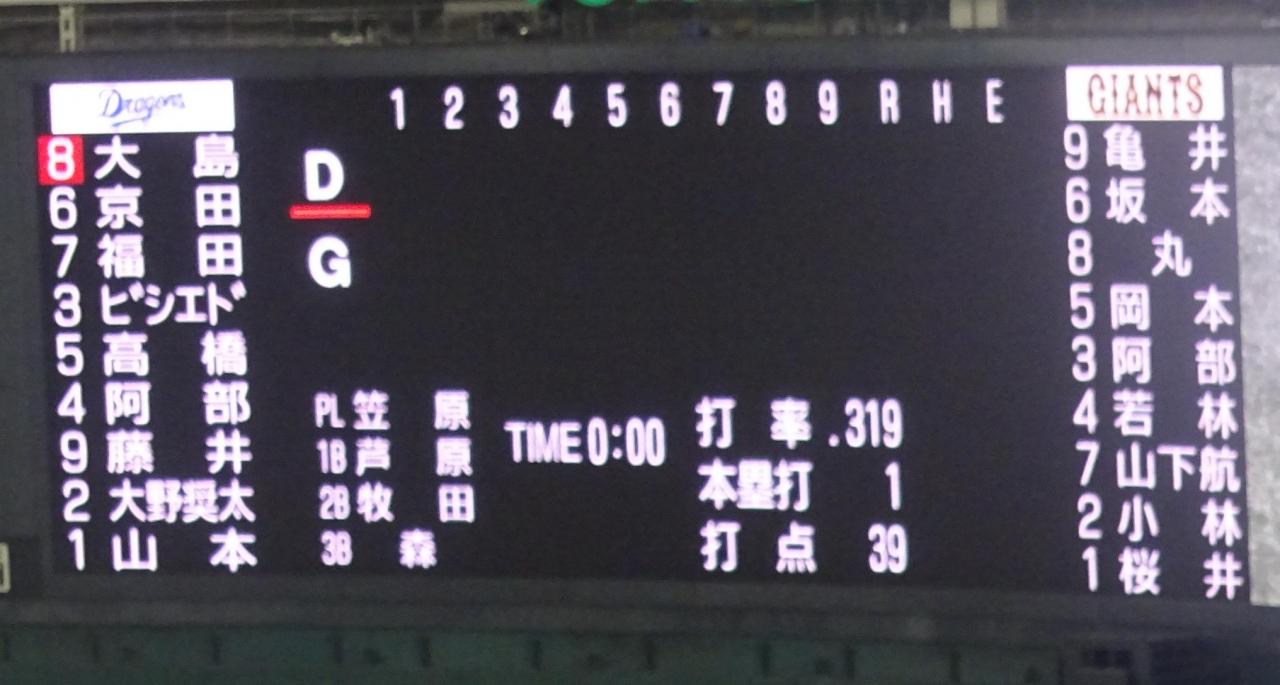 Dragons
1 2 3 4 5 6 7 8 9 R H E
GIANTS
8 大島
6 京田
7 福田
3 ビシエド
5 高橋
4 阿部
9 藤井
2 大野奨太
1 山本
D
G
PL 笠原
1B 芦原
2B 牧田
3B 森
TIME 0:00
打率 .319
本塁打 1
打点 39
9 亀井
6 坂本
8 丸
5 岡本
3 阿部
4 若林
7 山下航
2 小林
1 桜井